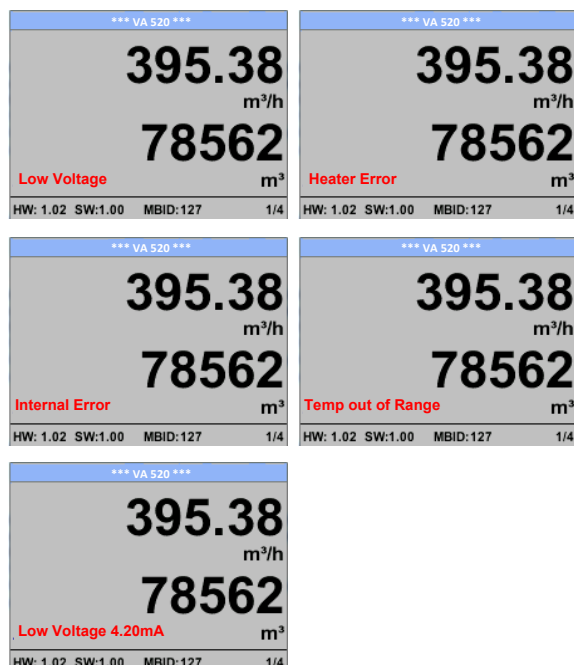 *** VA 520 ***
395.38
m³/h
78562
Low Voltage m³
HW: 1.02 SW:1.00 MBID:127 1/4
*** VA 520 ***
395.38
m³/h
78562
Heater Error m³
HW: 1.02 SW:1.00 MBID:127 1/4
*** VA 520 ***
395.38
m³/h
78562
Internal Error m³
HW: 1.02 SW:1.00 MBID:127 1/4
*** VA 520 ***
395.38
m³/h
78562
Temp out of Range m³
HW: 1.02 SW:1.00 MBID:127 1/4
*** VA 520 ***
395.38
m³/h
78562
Low Voltage 4.20mA m³
HW: 1.02 SW:1.00 MBID:127 1/4